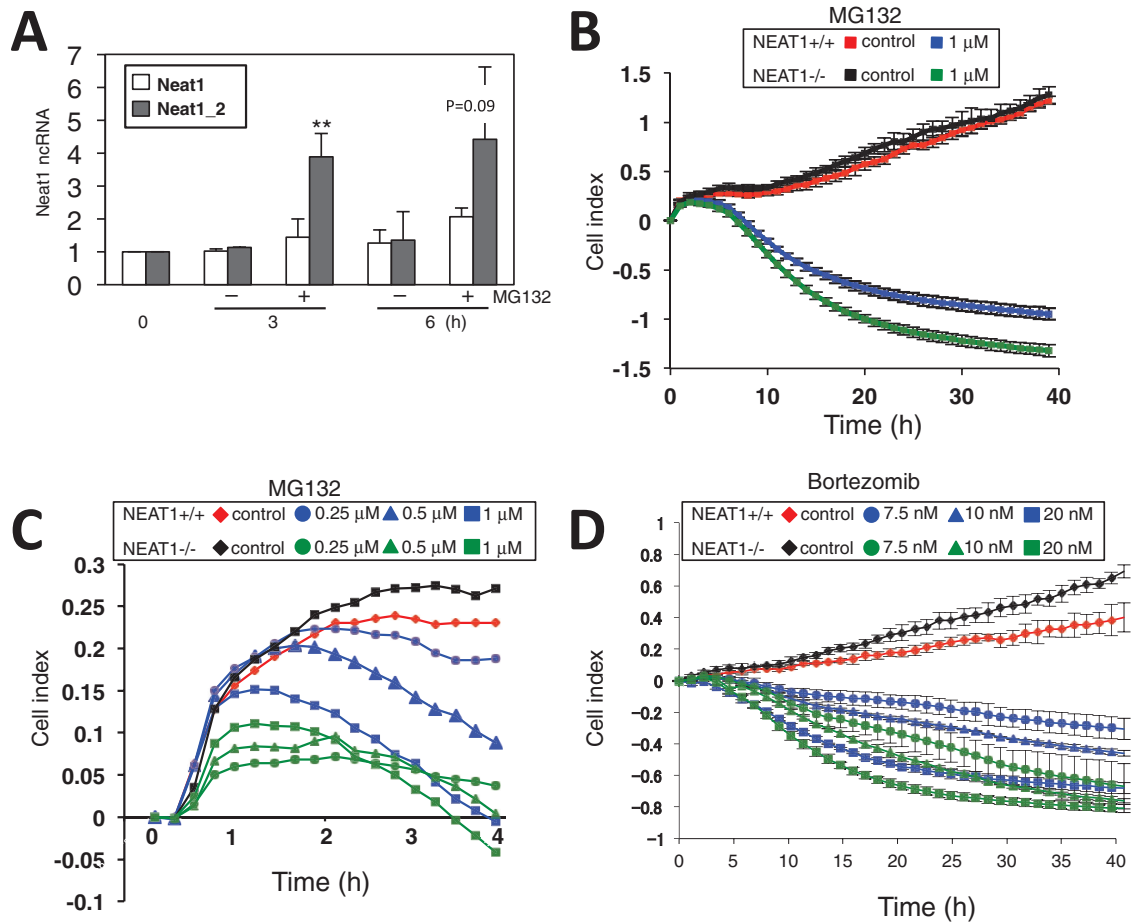 A
7
6
5
4
3
2
1
0
Neat1 ncRNA
Neat1
Neat1_2
**
P=0.09
− + − + MG132
0 3 6 (h)
B
MG132
NEAT1+/+ control 1 μM
NEAT1-/- control 1 μM
1.5
1
0.5
0
-0.5
-1
-1.5
Cell index
0 10 20 30 40
Time (h)
C
MG132
NEAT1+/+ control 0.25 μM 0.5 μM 1 μM
NEAT1-/- control 0.25 μM 0.5 μM 1 μM
0.3
0.25
0.2
0.15
0.1
0.05
0
-0.05
-0.1
Cell index
0 1 2 3 4
Time (h)
D
Bortezomib
NEAT1+/+ control 7.5 nM 10 nM 20 nM
NEAT1-/- control 7.5 nM 10 nM 20 nM
1
0.8
0.6
0.4
0.2
0
−0.2
−0.4
−0.6
−0.8
−1
Cell index
0 5 10 15 20 25 30 35 40
Time (h)